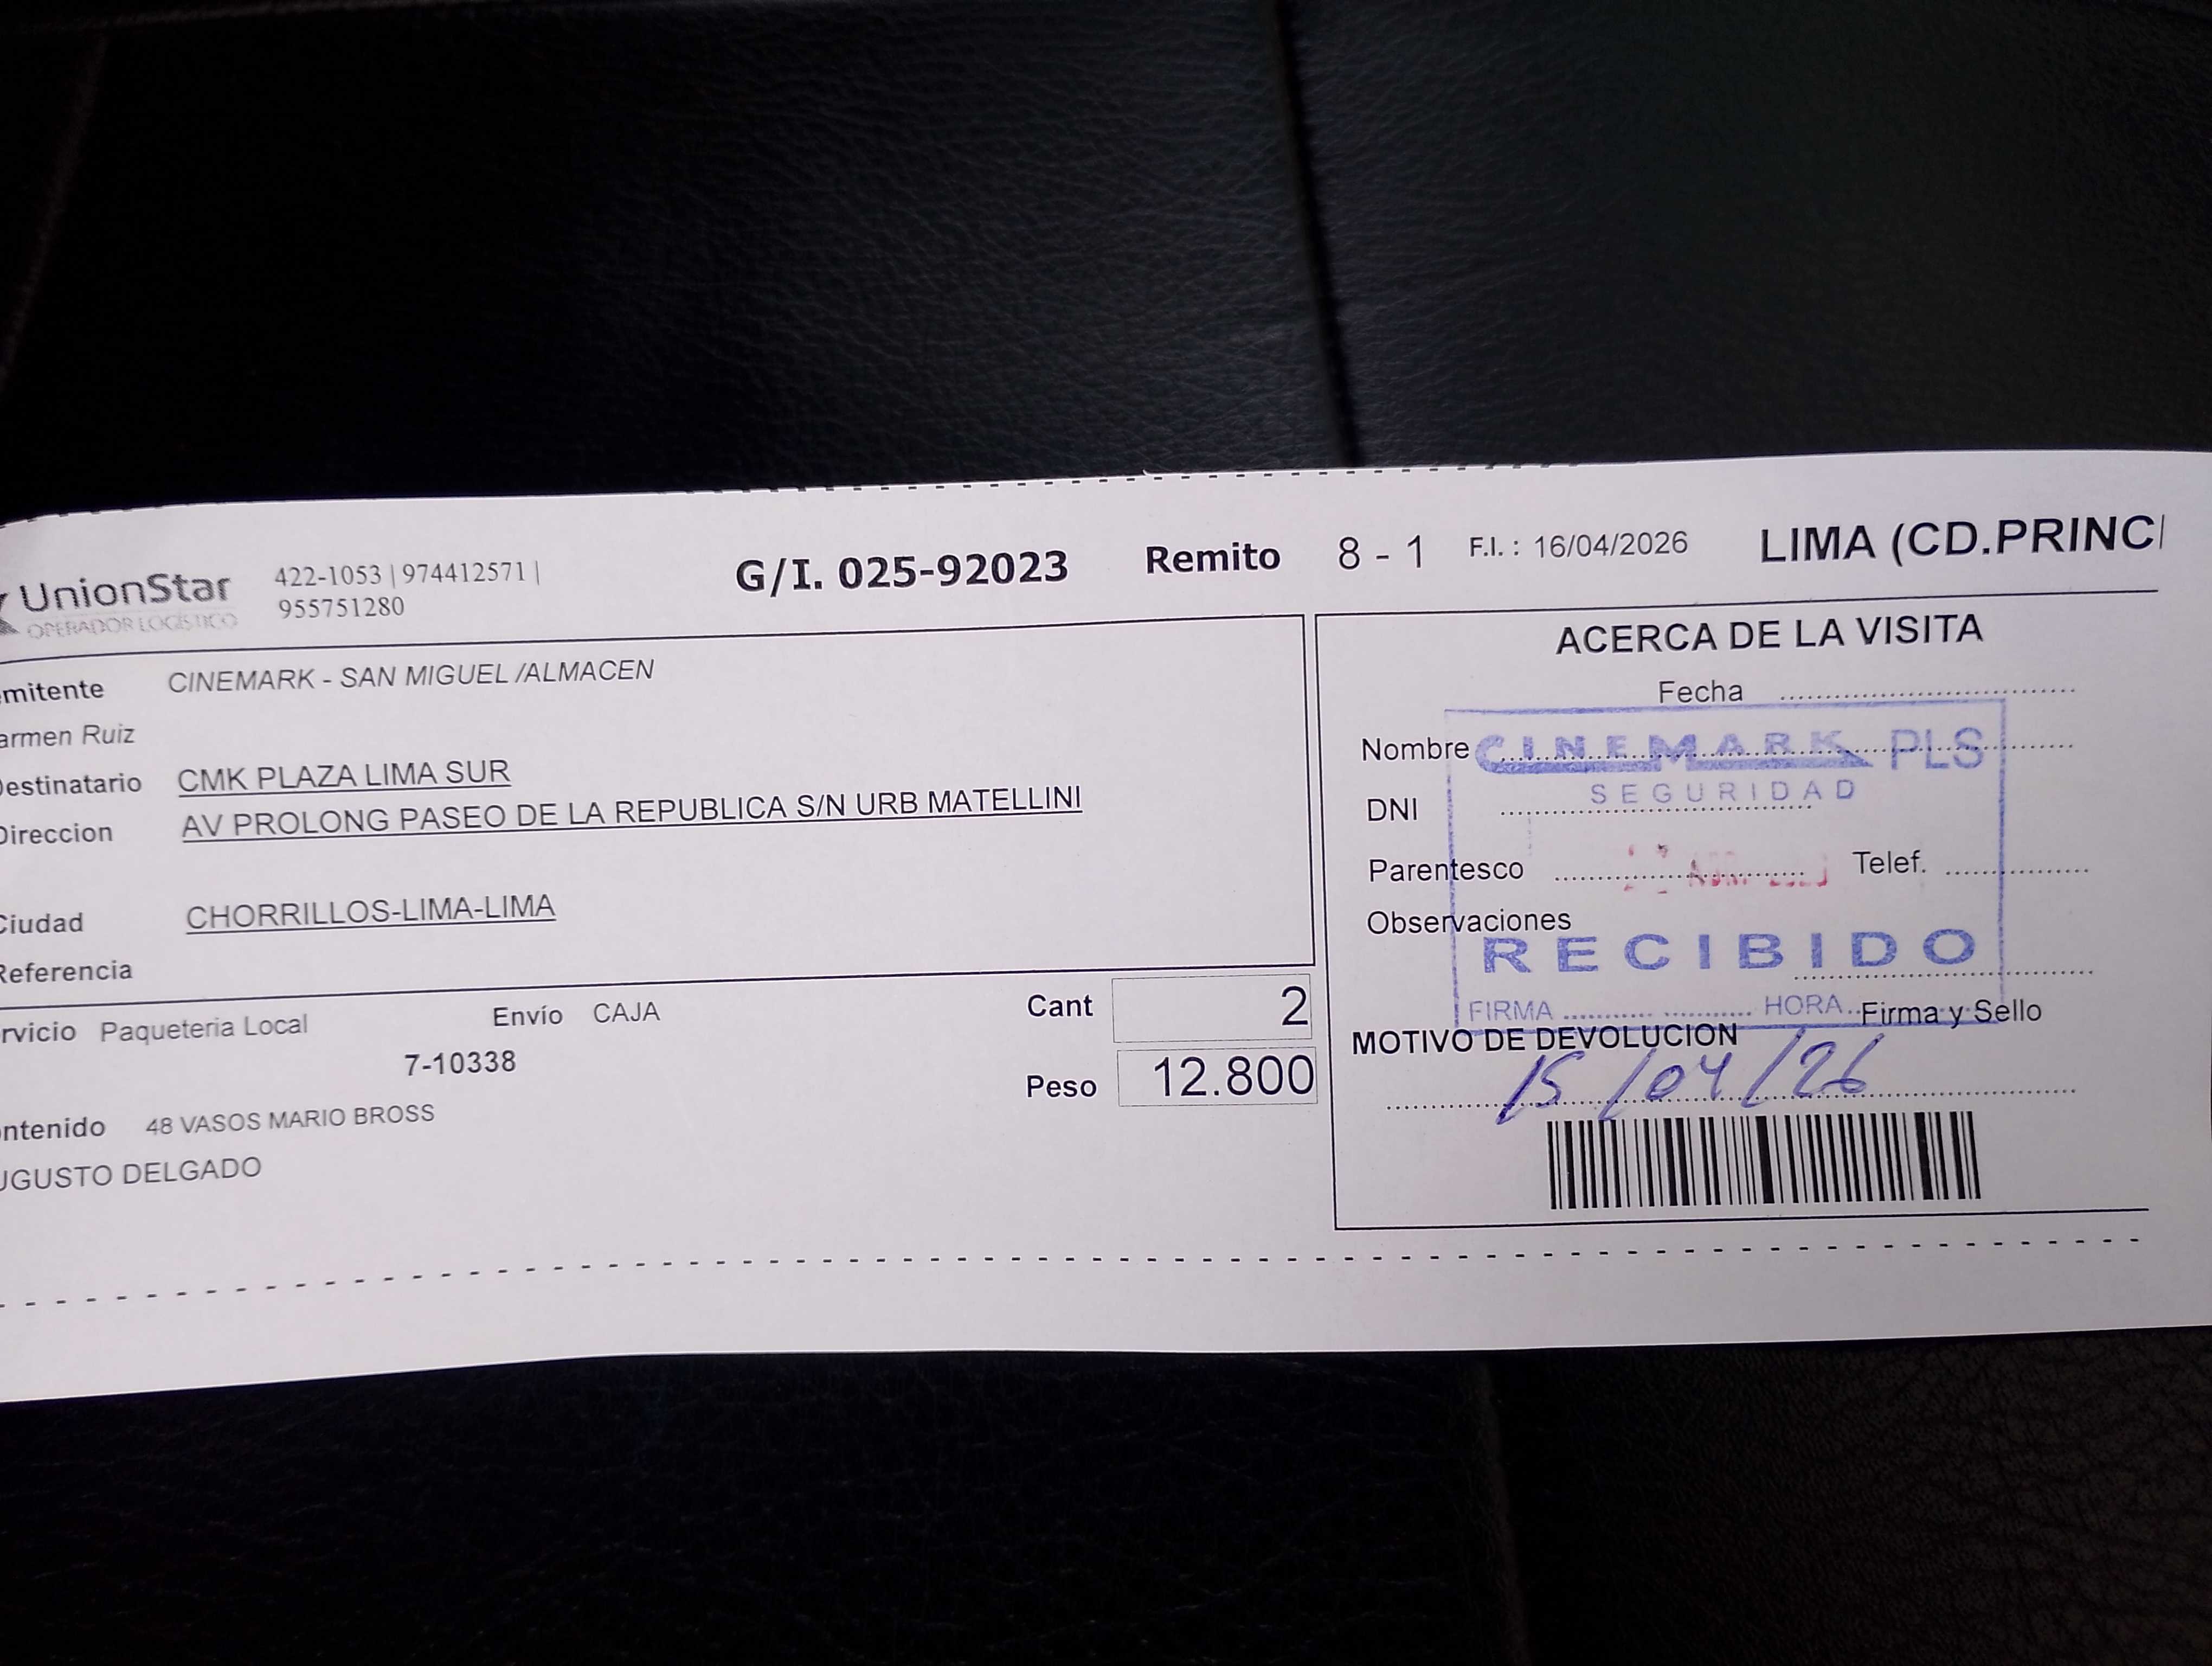 UnionStar
OPERADOR LOGISTICO
422-1053 | 974412571 |
955751280
G/I. 025-92023 Remito 8 - 1 F.I. : 16/04/2026 LIMA (CD.PRINCI
mitente CINEMARK - SAN MIGUEL /ALMACEN
armen Ruiz
Destinatario CMK PLAZA LIMA SUR
Direccion AV PROLONG PASEO DE LA REPUBLICA S/N URB MATELLINI
Ciudad CHORRILLOS-LIMA-LIMA
Referencia
rvicio Paqueteria Local Envío CAJA
7-10338
Cant 2
Peso 12.800
ntenido 48 VASOS MARIO BROSS
UGUSTO DELGADO
ACERCA DE LA VISITA
Fecha
Nombre
CINEMARK PLS
SEGURIDAD
DNI
Parentesco Telef.
Observaciones
RECIBIDO
FIRMA HORA
Firma y Sello
MOTIVO DE DEVOLUCION
15/04/26